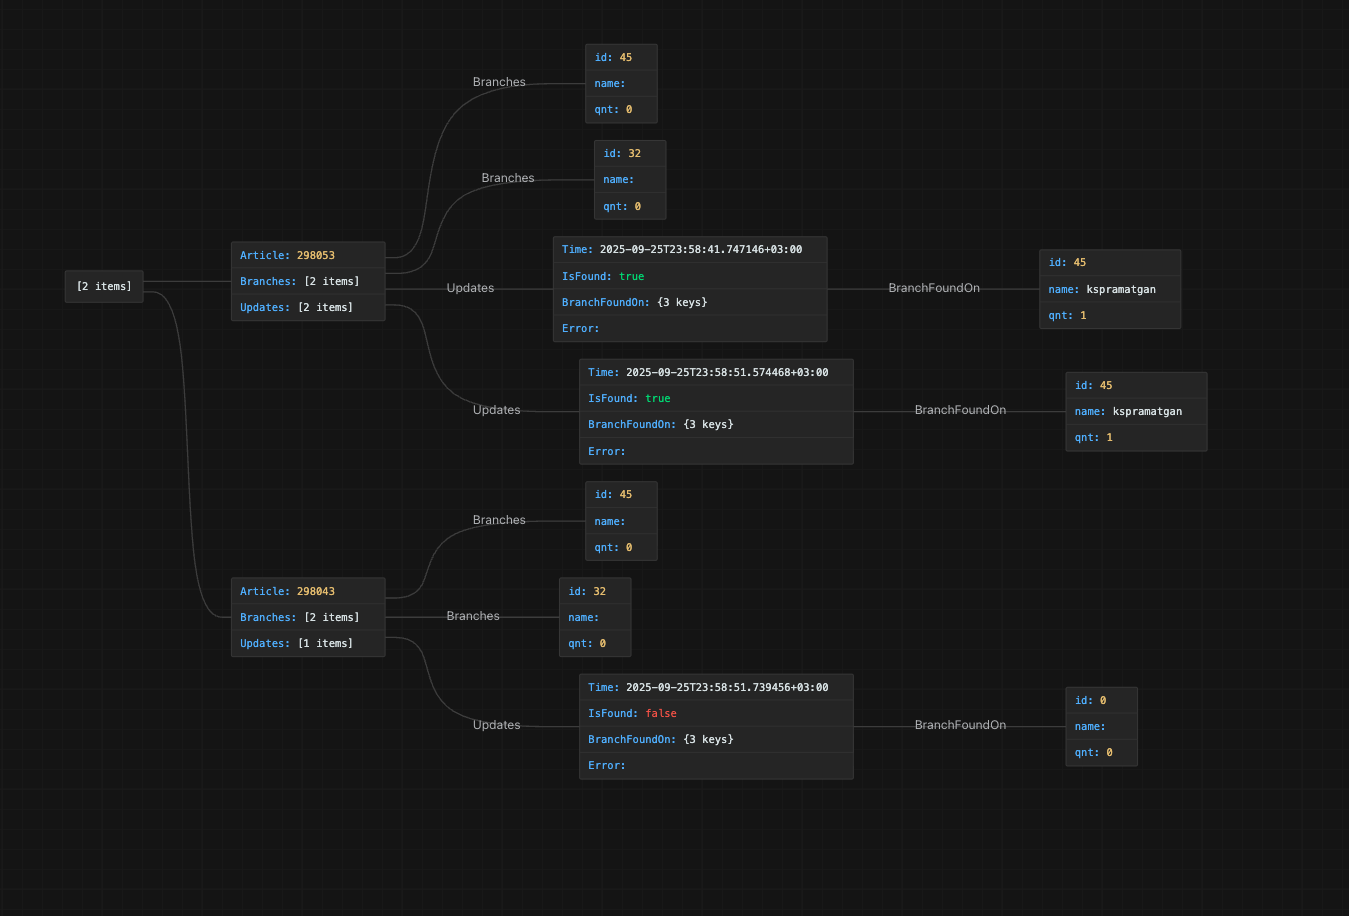 [2 items]
Article: 298053
Branches: [2 items]
Updates: [2 items]
Branches
id: 45
name:
qnt: 0
Branches
id: 32
name:
qnt: 0
Updates
Time: 2025-09-25T23:58:41.747146+03:00
IsFound: true
BranchFoundOn: {3 keys}
Error:
BranchFoundOn
id: 45
name: kspramatgan
qnt: 1
Updates
Time: 2025-09-25T23:58:51.574468+03:00
IsFound: true
BranchFoundOn: {3 keys}
Error:
BranchFoundOn
id: 45
name: kspramatgan
qnt: 1
Article: 298043
Branches: [2 items]
Updates: [1 items]
Branches
id: 45
name:
qnt: 0
Branches
id: 32
name:
qnt: 0
Updates
Time: 2025-09-25T23:58:51.739456+03:00
IsFound: false
BranchFoundOn: {3 keys}
Error:
BranchFoundOn
id: 0
name:
qnt: 0